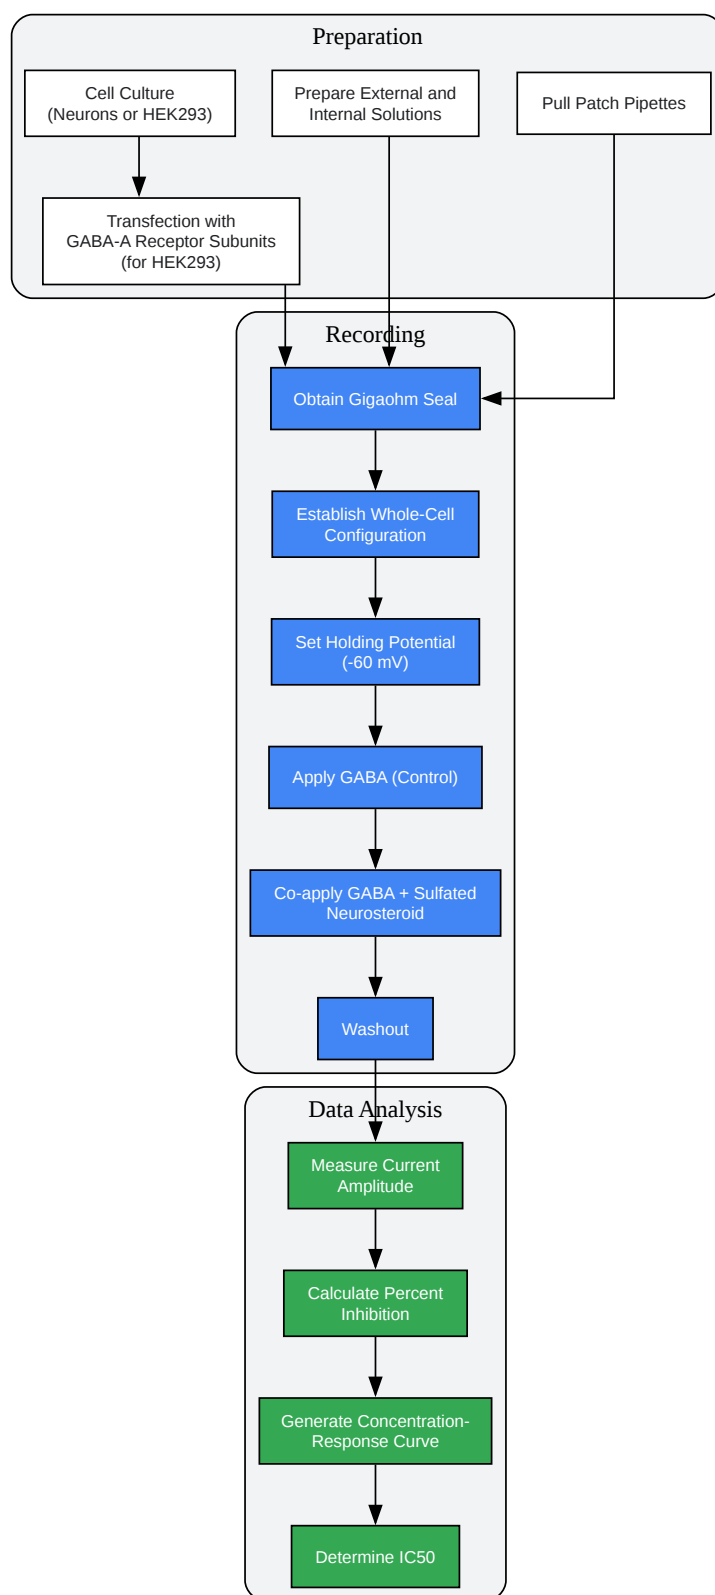 Preparation
Cell Culture
(Neurons or HEK293)
Prepare External and
Internal Solutions
Pull Patch Pipettes
Transfection with
GABA-A Receptor Subunits
(for HEK293)
Recording
Obtain Gigaohm Seal
Establish Whole-Cell
Configuration
Set Holding Potential
(-60 mV)
Apply GABA (Control)
Co-apply GABA + Sulfated
Neurosteroid
Washout
Data Analysis
Measure Current
Amplitude
Calculate Percent
Inhibition
Generate Concentration-
Response Curve
Determine IC50